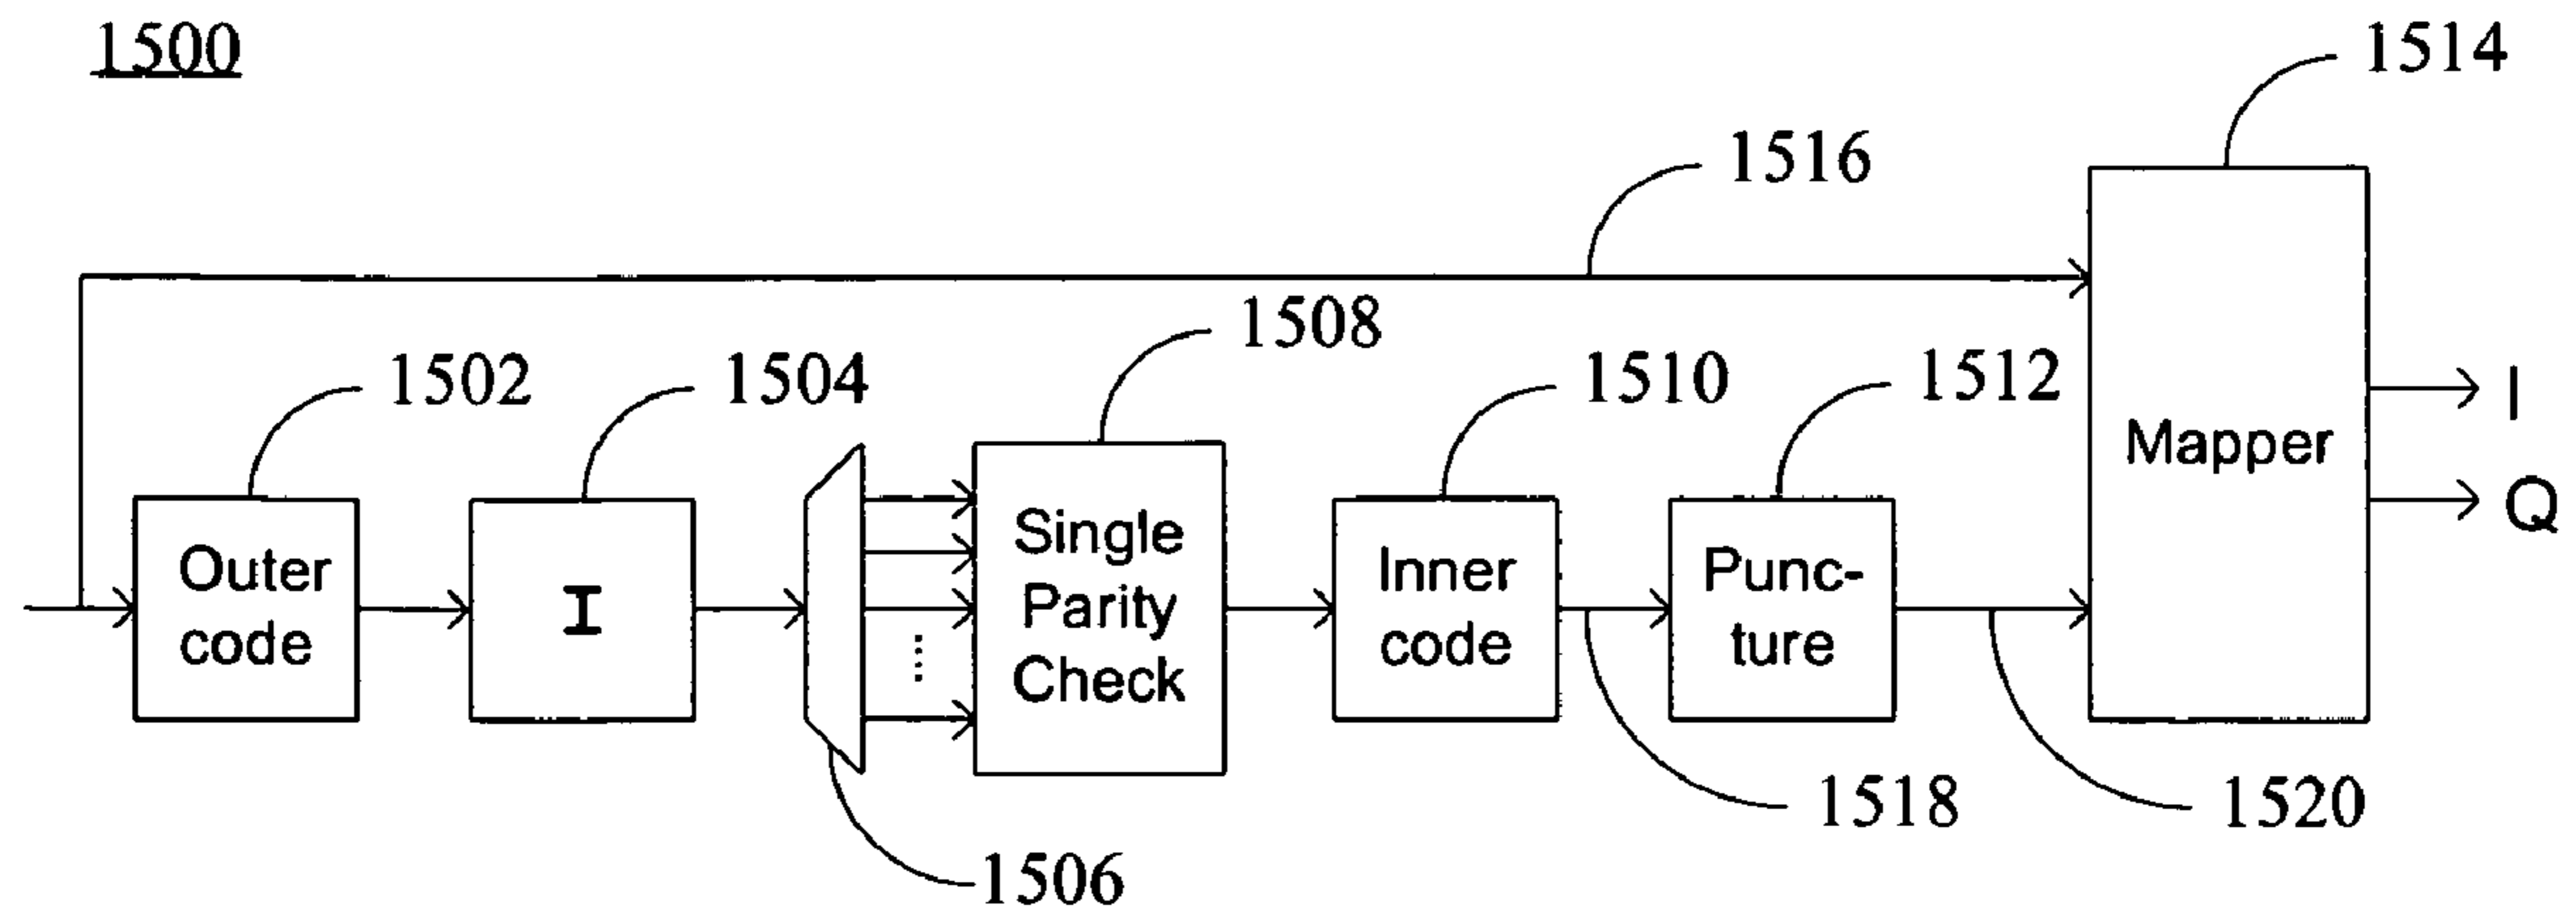 1500
1514
1516
1508
1502
1504
1510
1512
I
Mapper
Q
Outer
code
I
Single
Parity
Check
Inner
code
Punc-
ture
1518
1520
1506